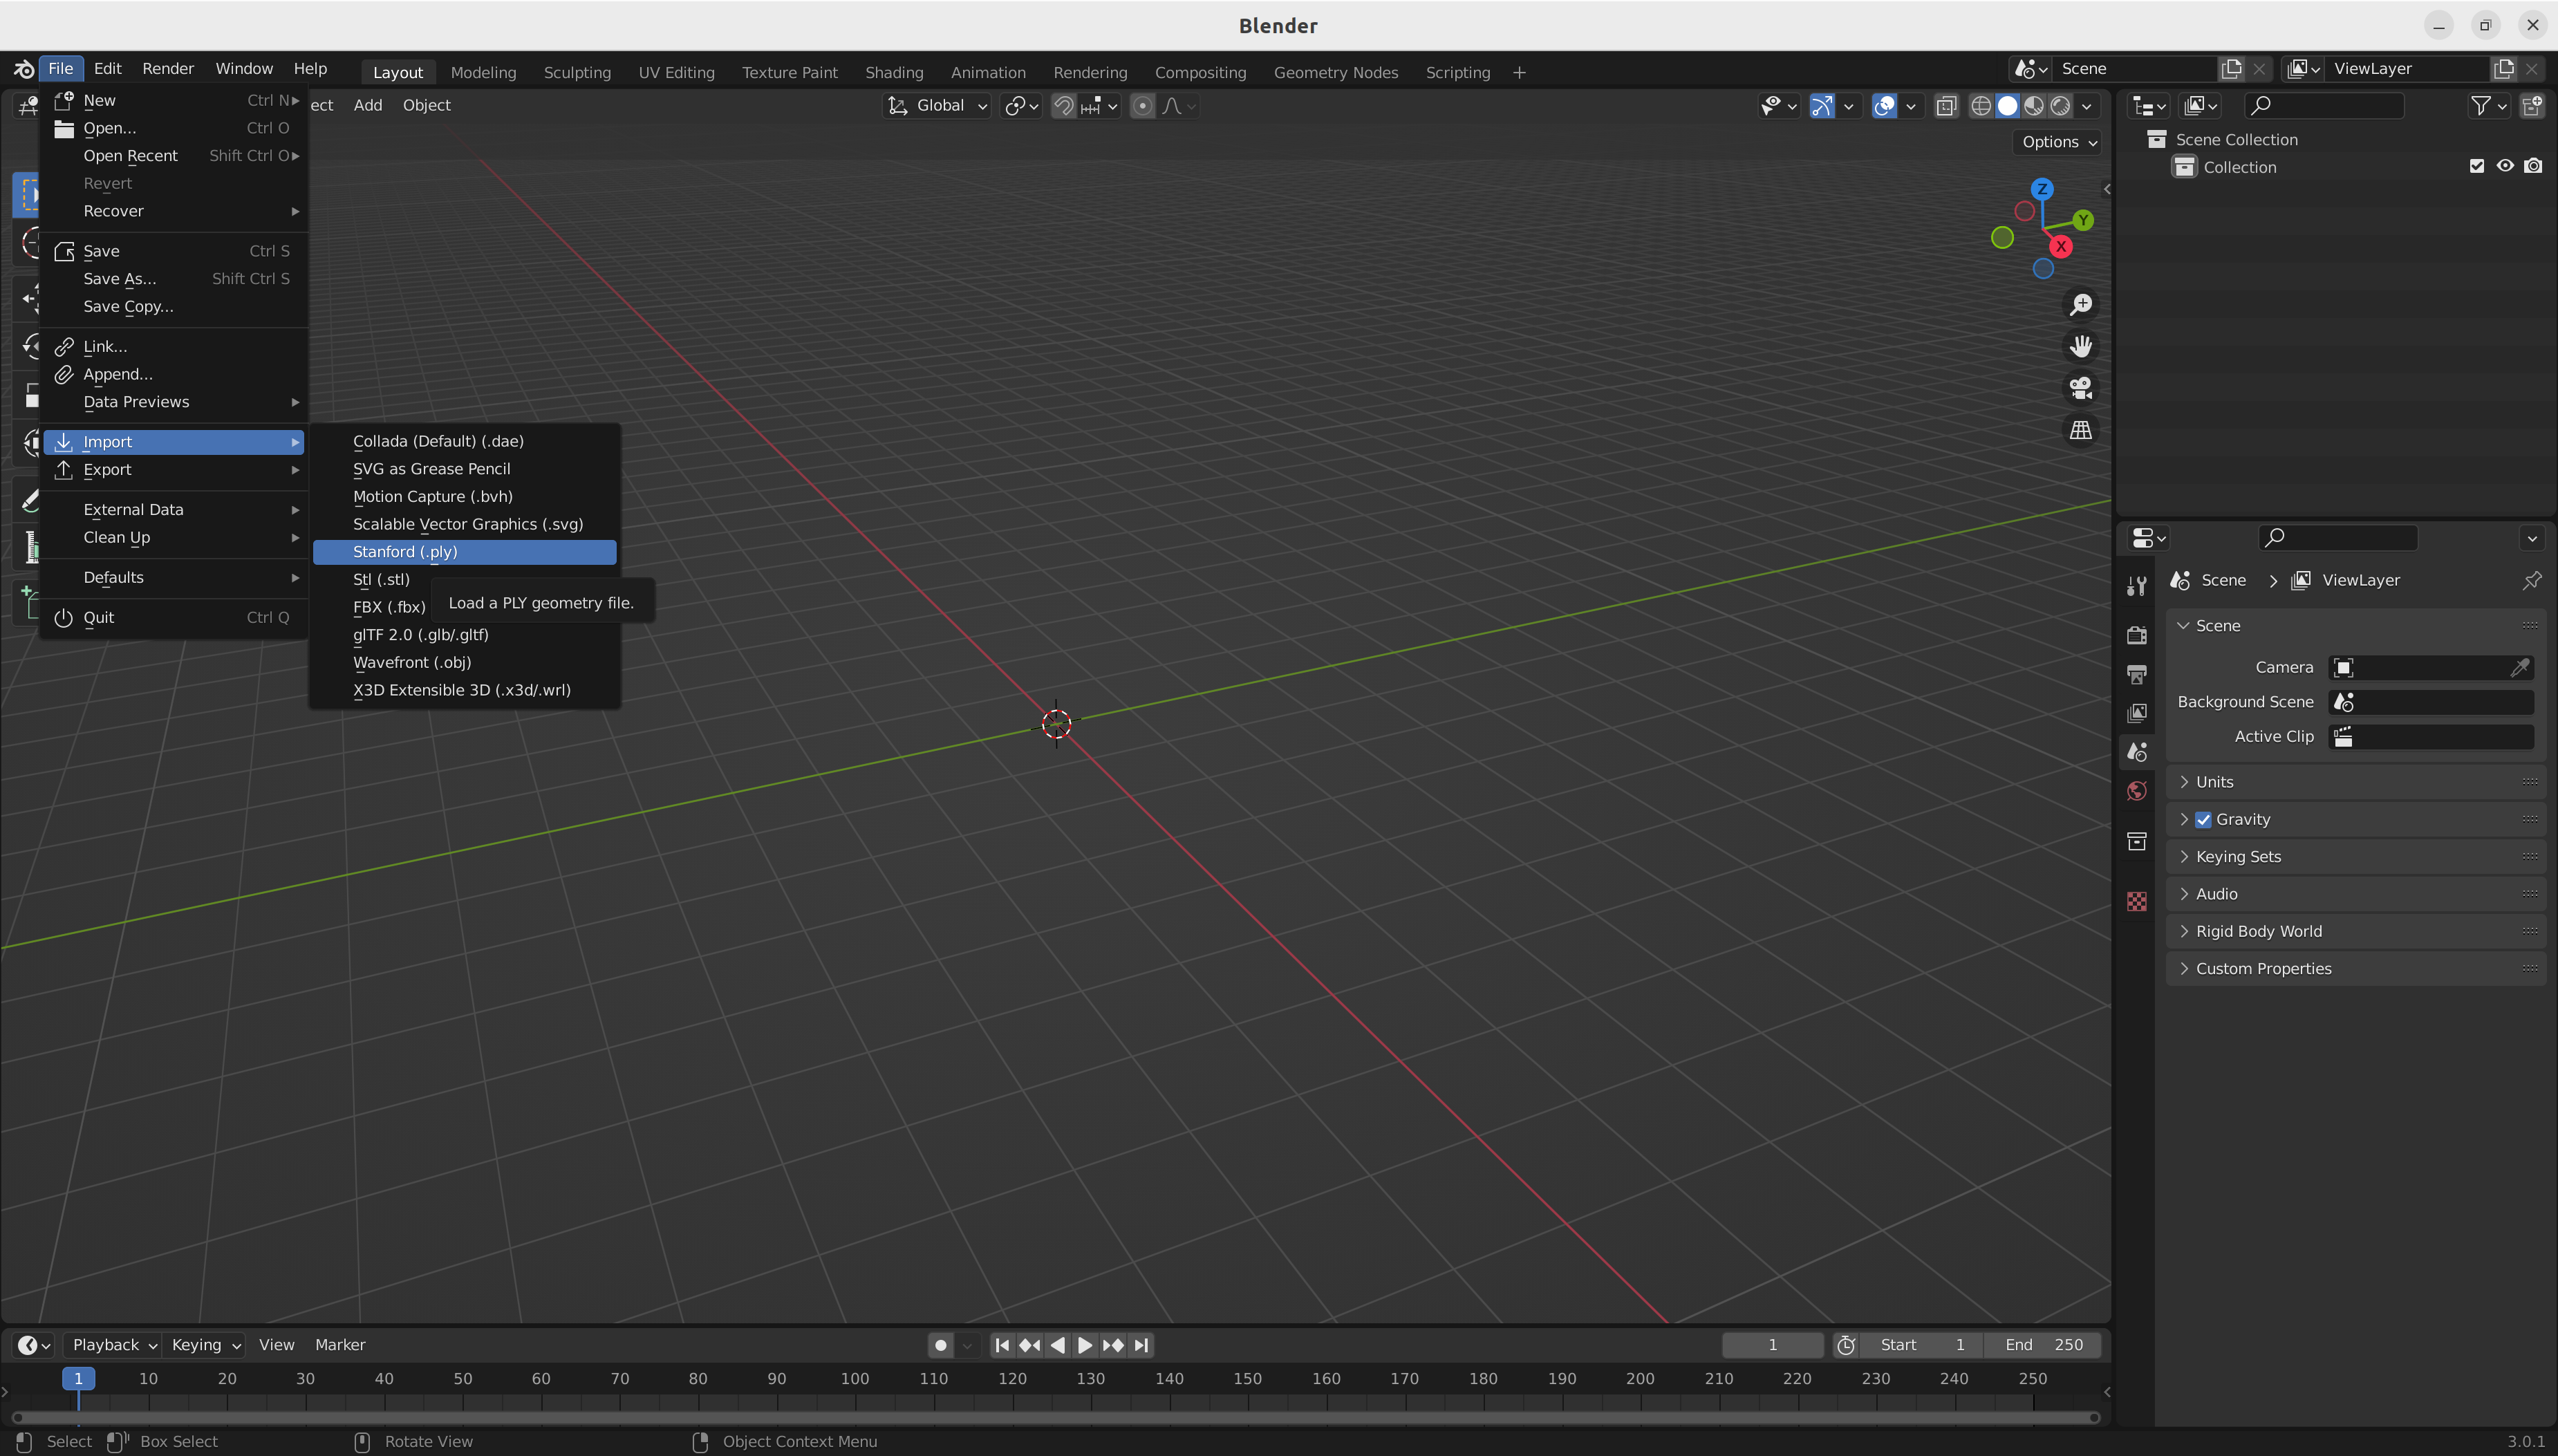 Blender
File Edit Render Window Help Layout Modeling Sculpting UV Editing Texture Paint Shading Animation Rendering Compositing Geometry Nodes Scripting Scene ViewLayer
ect Add Object Global
Options
New Ctrl N
Open... Ctrl O
Open Recent Shift Ctrl O
Revert
Recover
Save Ctrl S
Save As... Shift Ctrl S
Save Copy...
Link...
Append...
Data Previews
Import
Export
External Data
Clean Up
Defaults
Quit Ctrl Q
Collada (Default) (.dae)
SVG as Grease Pencil
Motion Capture (.bvh)
Scalable Vector Graphics (.svg)
Stanford (.ply)
Stl (.stl)
FBX (.fbx)
Load a PLY geometry file.
glTF 2.0 (.glb/.gltf)
Wavefront (.obj)
X3D Extensible 3D (.x3d/.wrl)
Z
Y
X
Scene Collection
Collection
Scene ViewLayer
Scene
Camera
Background Scene
Active Clip
Units
Gravity
Keying Sets
Audio
Rigid Body World
Custom Properties
Playback Keying View Marker 1 Start 1 End 250
1 10 20 30 40 50 60 70 80 90 100 110 120 130 140 150 160 170 180 190 200 210 220 230 240 250
Select Box Select Rotate View Object Context Menu 3.0.1